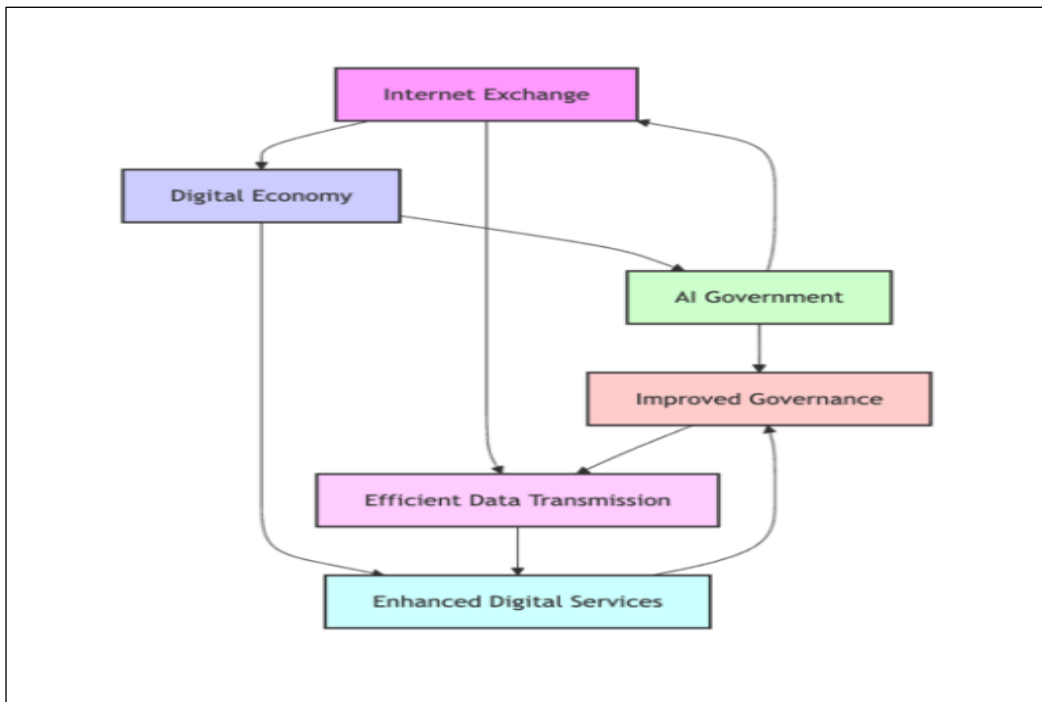 Internet Exchange
Digital Economy
AI Government
Improved Governance
Efficient Data Transmission
Enhanced Digital Services